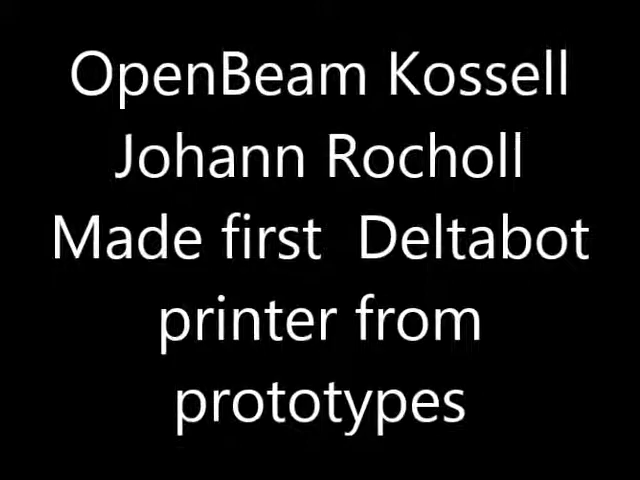 OpenBeam Kossell
Johann Rocholl
Made first  Deltabot
printer from
prototypes